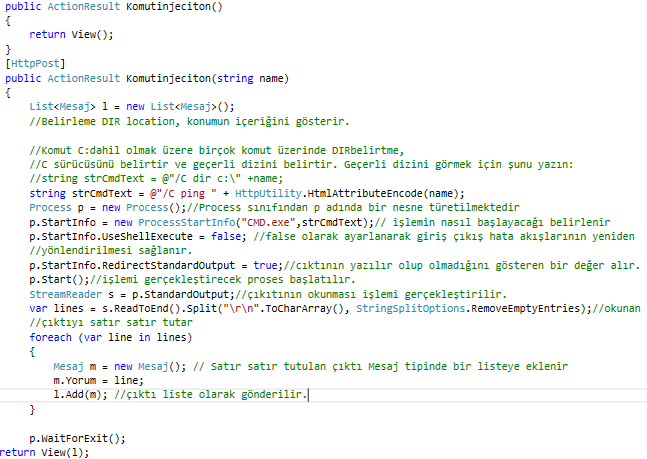 public ActionResult Komutinjeciton()
{
return View();
}
[HttpPost]
public ActionResult Komutinjeciton(string name)
{
List<Mesaj> l = new List<Mesaj>();
//Belirleme DIR location, konumun içeriğini gösterir.
//Komut C:dahil olmak üzere birçok komut üzerinde DIRbelirtme,
//C sürücüsünü belirtir ve geçerli dizini belirtir. Geçerli dizini görmek için şunu yazın:
//string strCmdText = @"/C dir c:\" +name;
string strCmdText = @"/C ping " + HttpUtility.HtmlAttributeEncode(name);
Process p = new Process();//Process sınıfından p adında bir nesne türetilmektedir
p.StartInfo = new ProcessStartInfo("CMD.exe",strCmdText);// işlemin nasıl başlayacağı belirlenir
p.StartInfo.UseShellExecute = false; //false olarak ayarlanarak giriş çıkış hata akışlarının yeniden
//yönlendirilmesi sağlanır.
p.StartInfo.RedirectStandardOutput = true;//cıktının yazılır olup olmadığını gösteren bir değer alır.
p.Start();//işlemi gerçekleştirecek proses başlatılır.
StreamReader s = p.StandardOutput;//çıkıtının okunması işlemi gerçekleştirilir.
var lines = s.ReadToEnd().Split("\r\n".ToCharArray(), StringSplitOptions.RemoveEmptyEntries);//okunan
//çıktıyı satır satır tutar
foreach (var line in lines)
{
Mesaj m = new Mesaj(); // Satır satır tutulan çıktı Mesaj tipinde bir listeye eklenir
m.Yorum = line;
l.Add(m); //çıktı liste olarak gönderilir.
}
p.WaitForExit();
return View(l);